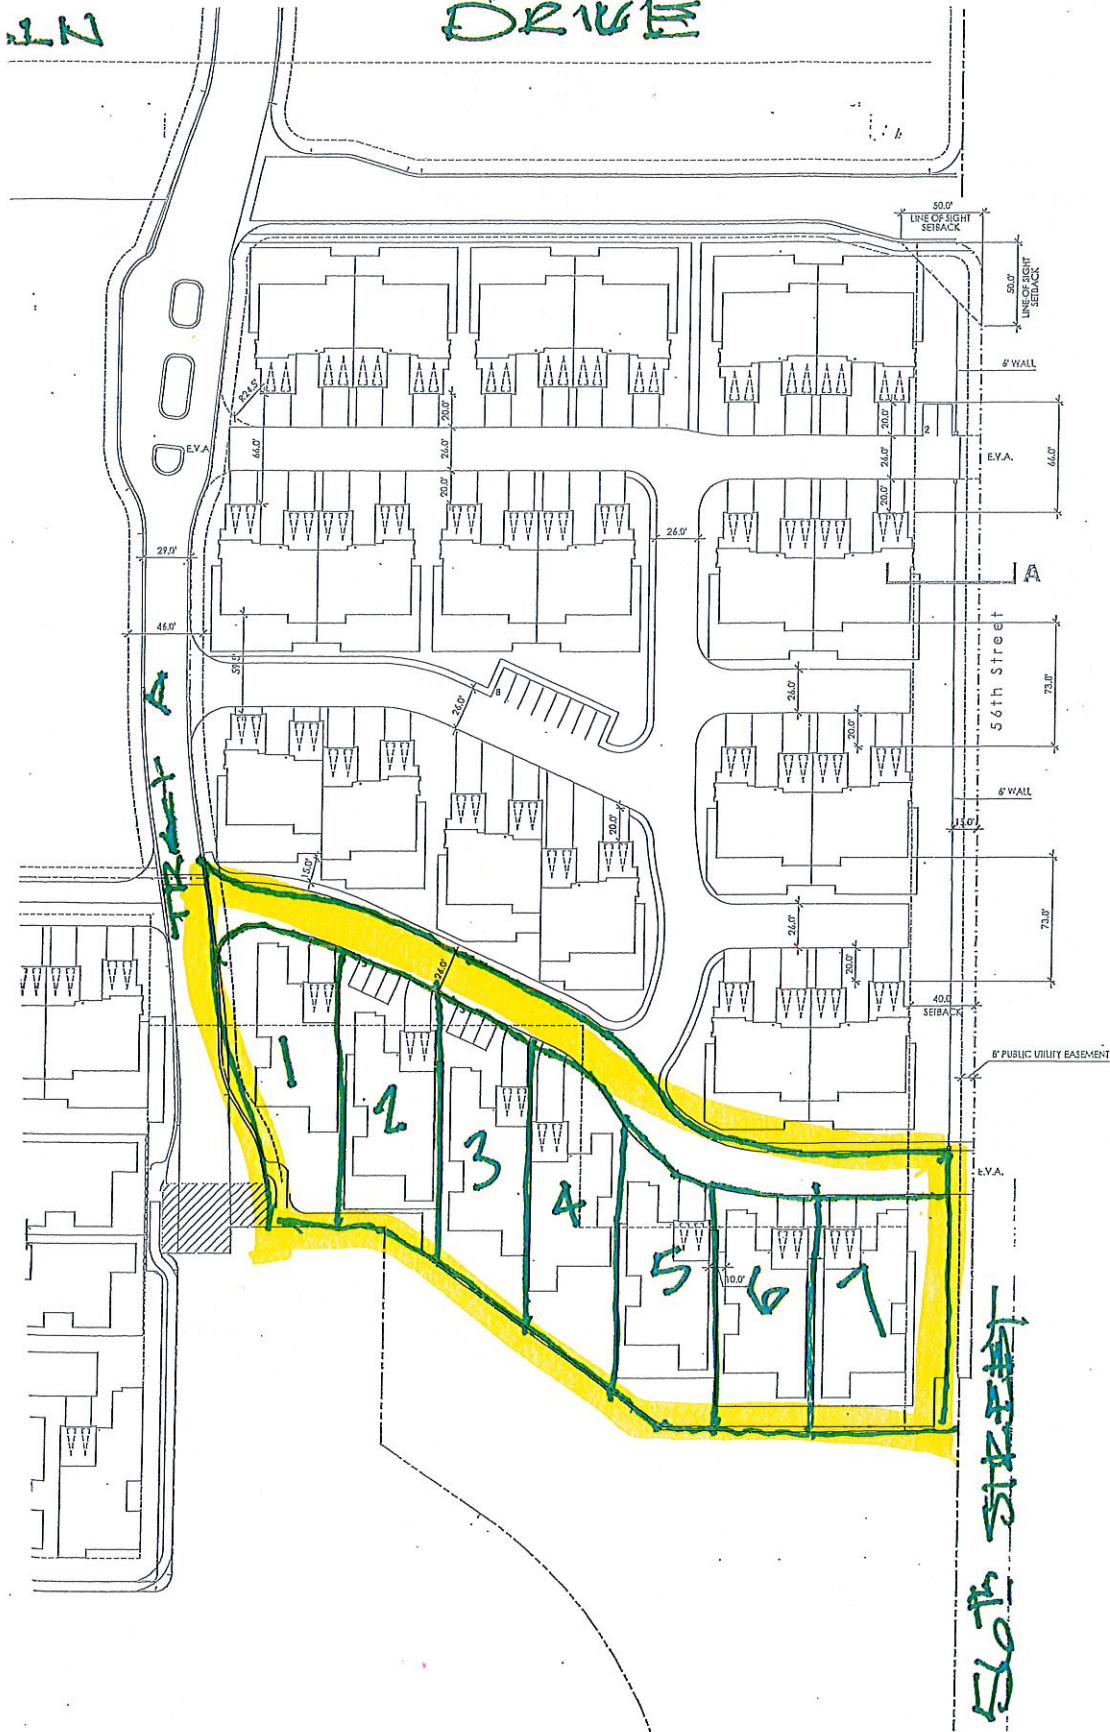 DRIVE
50.0'
LINE OF SIGHT
SETBACK
50.0'
LINE-OF-SIGHT
SETBACK
6' WALL
R24.5'
20.0'
20.0'
2
E.V.A
66.0'
26.0'
26.0'
E.V.A.
66.0'
20.0'
20.0'
29.0'
26.0'
A
46.0'
56th Street
26.0'
73.0'
8
26.0'
20.0'
TRACT A
6' WALL
20.0'
15.0'
15.0'
26.0'
73.0'
26.0'
20.0'
40.0'
SETBACK
8' PUBLIC UTILITY EASEMENT
1
2
3
4
E.V.A.
5
6
7
10.0'
56TH STREET